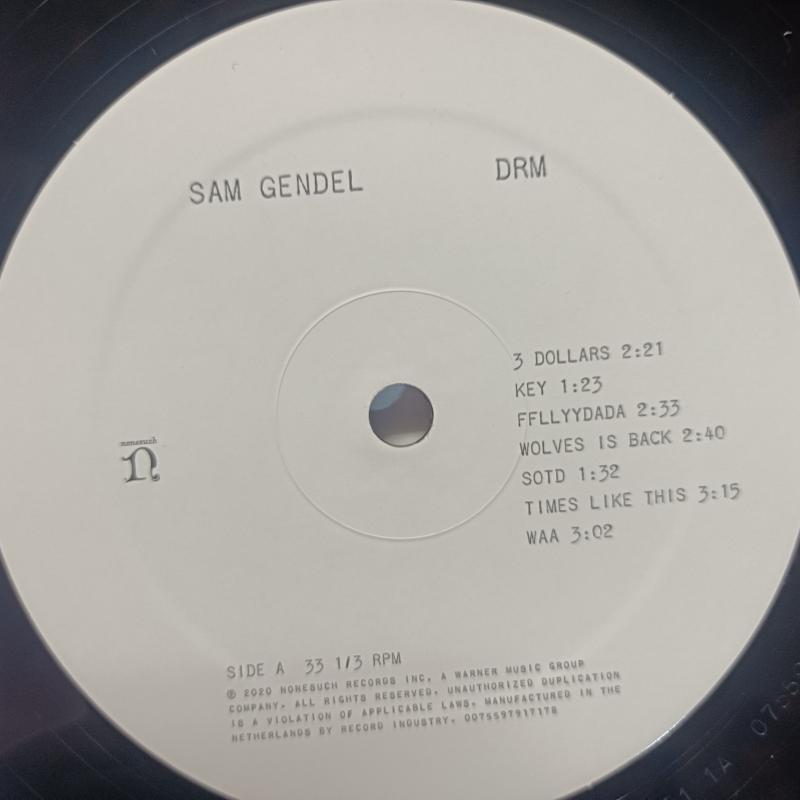 SAM GENDEL
DRM
3 DOLLARS 2:21
KEY 1:23
FFLLYYDADA 2:33
WOLVES IS BACK 2:40
SOTD 1:32
TIMES LIKE THIS 3:15
WAA 3:02
nonesuch
n
SIDE A 33 1/3 RPM
℗ 2020 NONESUCH RECORDS INC, A WARNER MUSIC GROUP
COMPANY. ALL RIGHTS RESERVED. UNAUTHORIZED DUPLICATION
IS A VIOLATION OF APPLICABLE LAWS. MANUFACTURED IN THE
NETHERLANDS BY RECORD INDUSTRY. 0075597917178
1A